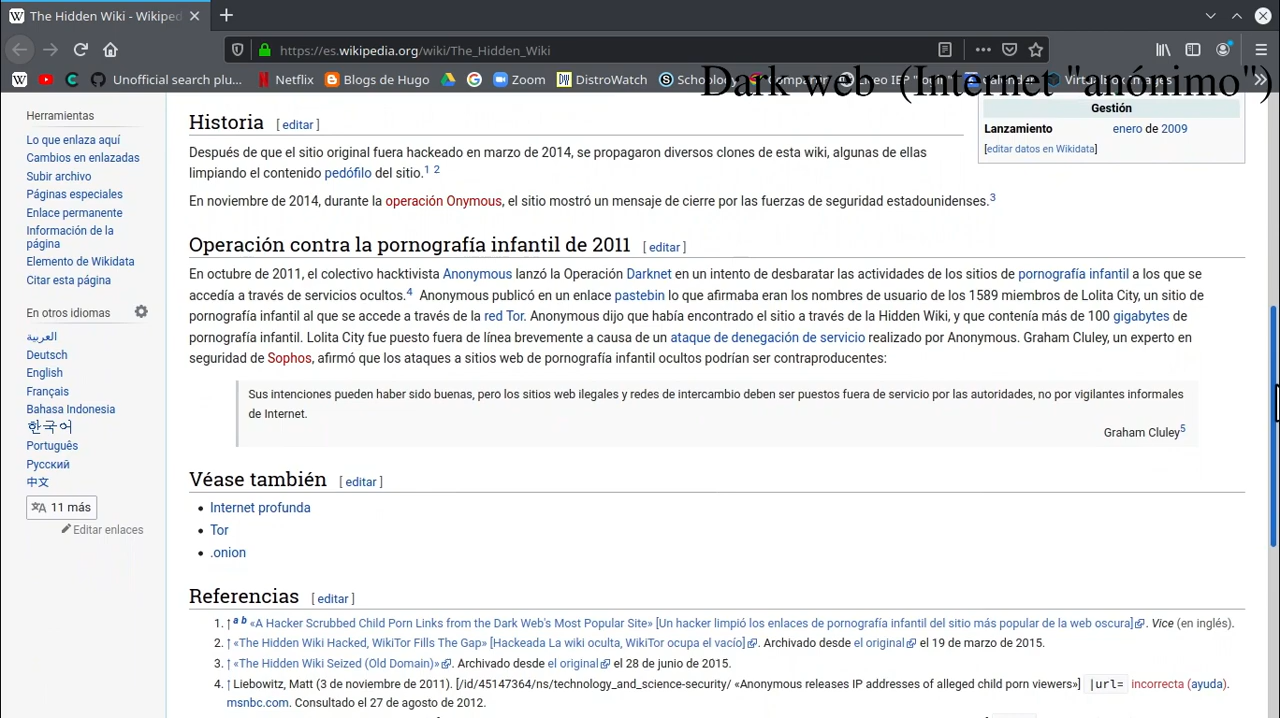 The Hidden Wiki - Wikiped
https://es.wikipedia.org/wiki/The_Hidden_Wiki
Unofficial search plu... Netflix Blogs de Hugo Zoom DistroWatch Schoology Compartir calendar VirtualBox Images
Dark web (Internet "anónimo")
Herramientas
Lo que enlaza aquí
Cambios en enlazadas
Subir archivo
Páginas especiales
Enlace permanente
Información de la
página
Elemento de Wikidata
Citar esta página
En otros idiomas
العربية
Deutsch
English
Français
Bahasa Indonesia
한국어
Português
Русский
中文
11 más
Editar enlaces
Gestión
Lanzamiento enero de 2009
[editar datos en Wikidata]
Historia [ editar ]
Después de que el sitio original fuera hackeado en marzo de 2014, se propagaron diversos clones de esta wiki, algunas de ellas
limpiando el contenido pedófilo del sitio.1 2
En noviembre de 2014, durante la operación Onymous, el sitio mostró un mensaje de cierre por las fuerzas de seguridad estadounidenses.3
Operación contra la pornografía infantil de 2011 [ editar ]
En octubre de 2011, el colectivo hacktivista Anonymous lanzó la Operación Darknet en un intento de desbaratar las actividades de los sitios de pornografía infantil a los que se
accedía a través de servicios ocultos.4 Anonymous publicó en un enlace pastebin lo que afirmaba eran los nombres de usuario de los 1589 miembros de Lolita City, un sitio de
pornografía infantil al que se accede a través de la red Tor. Anonymous dijo que había encontrado el sitio a través de la Hidden Wiki, y que contenía más de 100 gigabytes de
pornografía infantil. Lolita City fue puesto fuera de línea brevemente a causa de un ataque de denegación de servicio realizado por Anonymous. Graham Cluley, un experto en
seguridad de Sophos, afirmó que los ataques a sitios web de pornografía infantil ocultos podrían ser contraproducentes:
Sus intenciones pueden haber sido buenas, pero los sitios web ilegales y redes de intercambio deben ser puestos fuera de servicio por las autoridades, no por vigilantes informales
de Internet.
Graham Cluley5
Véase también [ editar ]
Internet profunda
Tor
.onion
Referencias [ editar ]
1. ↑ a b «A Hacker Scrubbed Child Porn Links from the Dark Web's Most Popular Site» [Un hacker limpió los enlaces de pornografía infantil del sitio más popular de la web oscura]. Vice (en inglés).
2. ↑ «The Hidden Wiki Hacked, WikiTor Fills The Gap» [Hackeada La wiki oculta, WikiTor ocupa el vacío]. Archivado desde el original el 19 de marzo de 2015.
3. ↑ «The Hidden Wiki Seized (Old Domain)». Archivado desde el original el 28 de junio de 2015.
4. ↑ Liebowitz, Matt (3 de noviembre de 2011). [/id/45147364/ns/technology_and_science-security/ «Anonymous releases IP addresses of alleged child porn viewers»] |url= incorrecta (ayuda).
msnbc.com. Consultado el 27 de agosto de 2012.